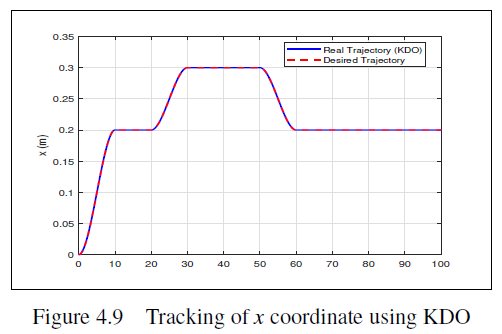 0.35
Real Trajectory (KDO)
Desired Trajectory
0.3
0.25
0.2
x (m)
0.15
0.1
0.05
0
0 10 20 30 40 50 60 70 80 90 100
Figure 4.9 Tracking of x coordinate using KDO